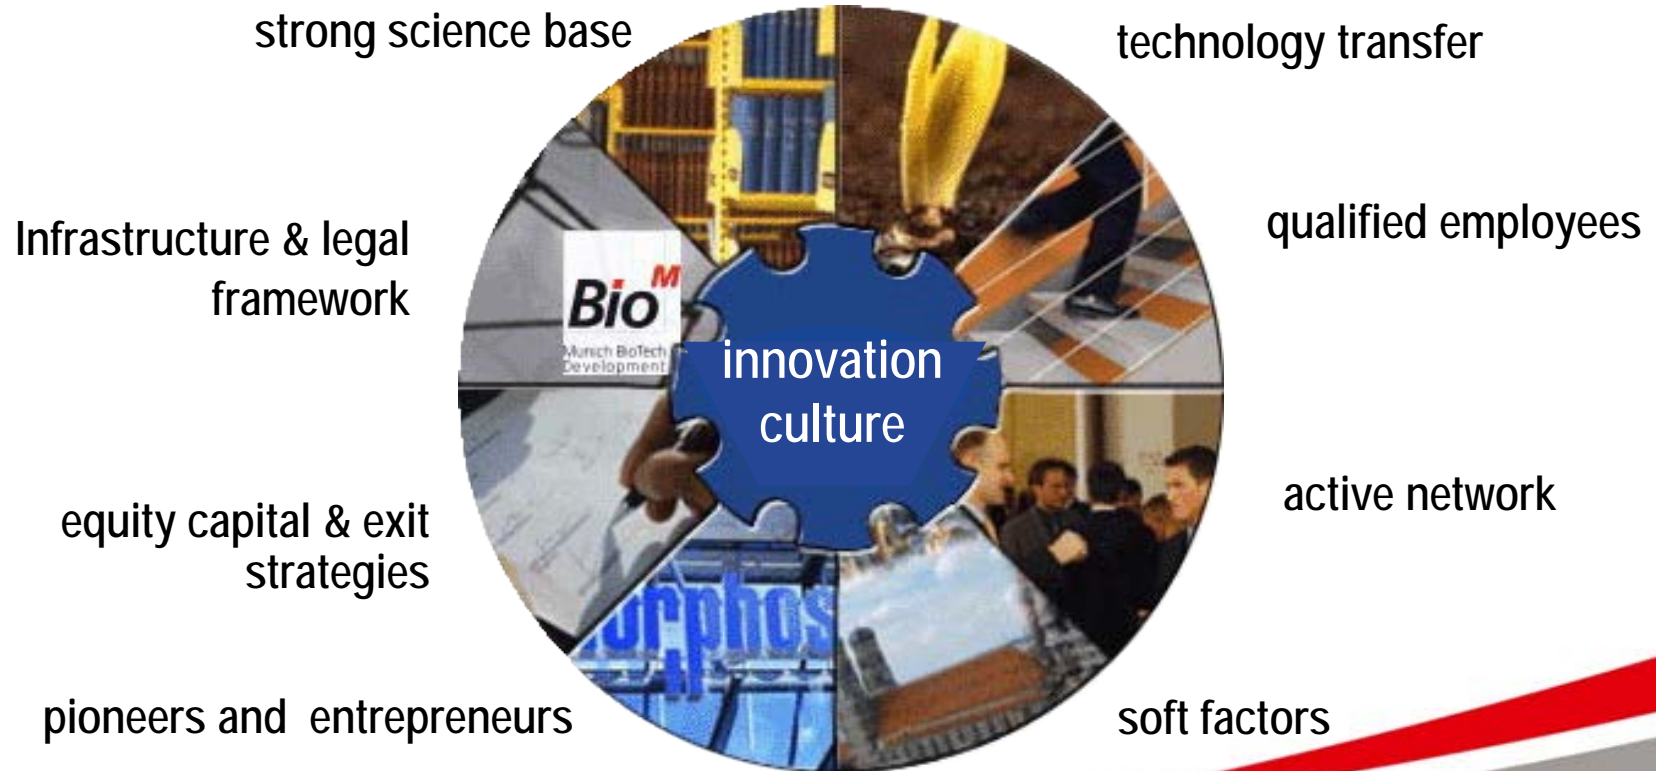 strong science base
technology transfer
Infrastructure & legal
framework
qualified employees
Bio M
Munich BioTech
Development
innovation
culture
equity capital & exit
strategies
active network
orphos
pioneers and entrepreneurs
soft factors